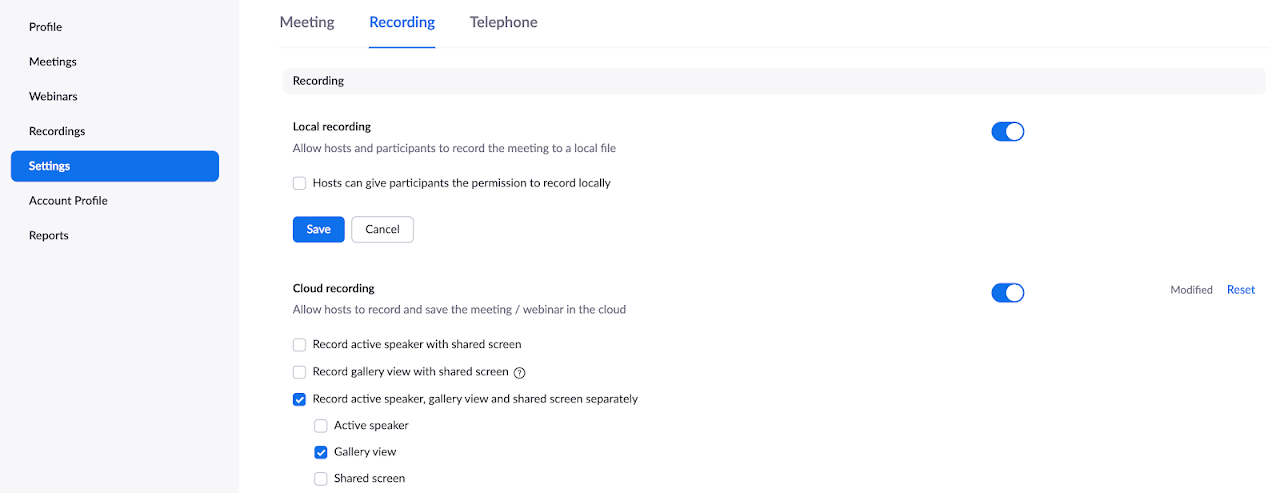 Profile
Meetings
Webinars
Recordings
Settings
Account Profile
Reports
Meeting Recording Telephone
Recording
Local recording
Allow hosts and participants to record the meeting to a local file
Hosts can give participants the permission to record locally
Save Cancel
Cloud recording Modified Reset
Allow hosts to record and save the meeting / webinar in the cloud
Record active speaker with shared screen
Record gallery view with shared screen ?
Record active speaker, gallery view and shared screen separately
Active speaker
Gallery view
Shared screen